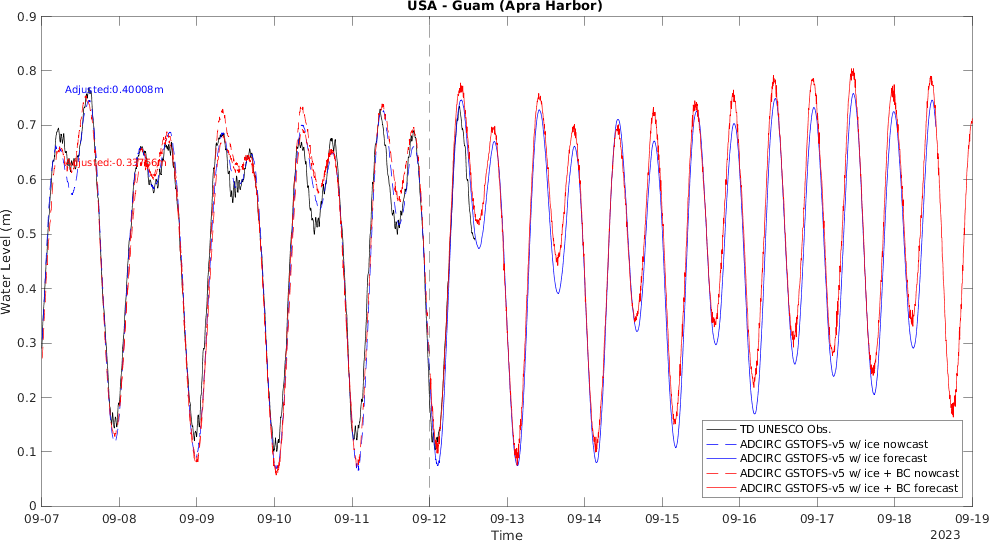 USA - Guam (Apra Harbor)
0.9
0.8
0.7
0.6
0.5
0.4
0.3
0.2
0.1
0
Water Level (m)
Adjusted:0.40008m
TD UNESCO Obs.
ADCIRC GSTOFS-v5 w/ ice nowcast
ADCIRC GSTOFS-v5 w/ ice forecast
ADCIRC GSTOFS-v5 w/ ice + BC nowcast
ADCIRC GSTOFS-v5 w/ ice + BC forecast
09-07 09-08 09-09 09-10 09-11 09-12 09-13 09-14 09-15 09-16 09-17 09-18 09-19
Time
2023